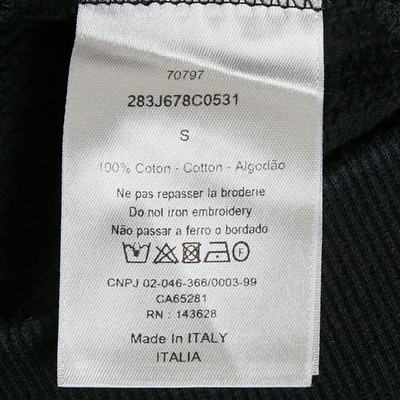 70797
283J678C0531
S
100% Coton - Cotton - Algodão
Ne pas repasser la broderie
Do not iron embroidery
Não passar a ferro o bordado
F
CNPJ 02-046-366/0003-99
CA65281
RN : 143628
Made In ITALY
ITALIA